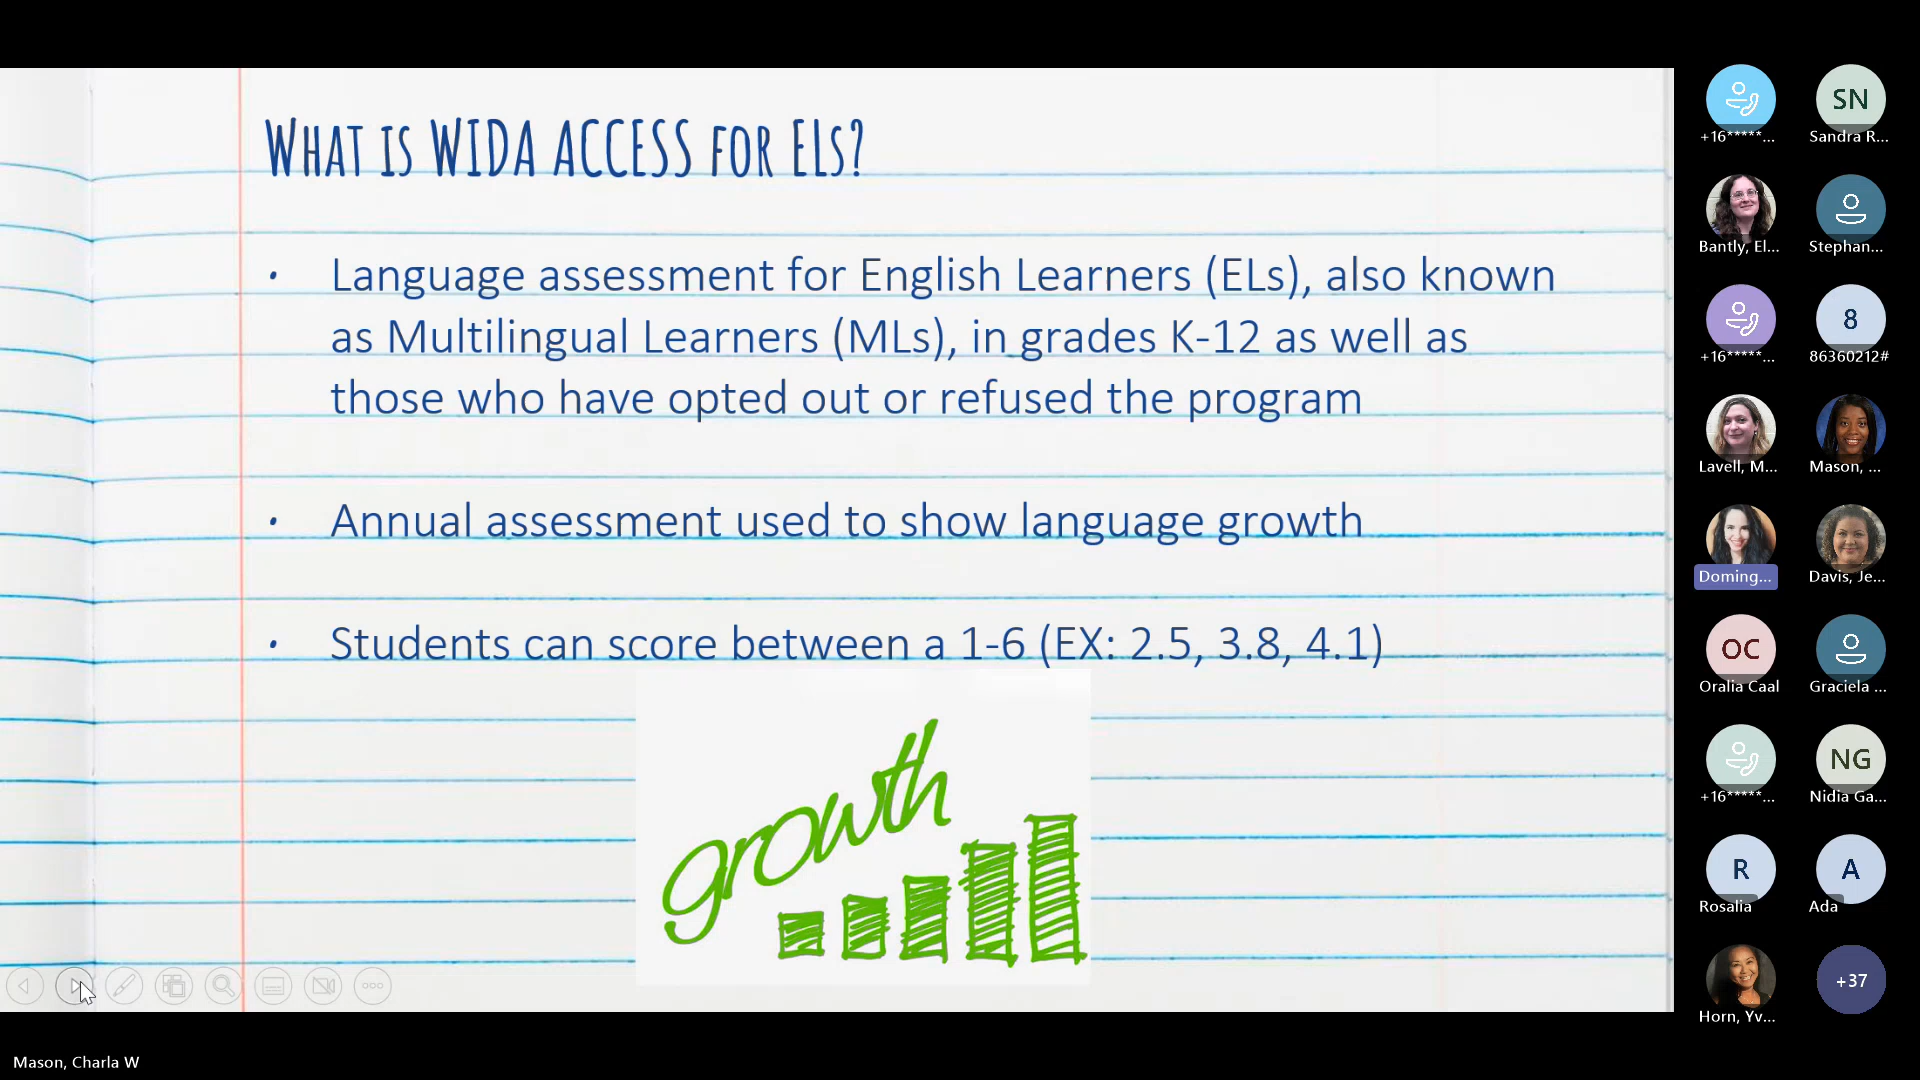 What is WIDA ACCESS for ELs?
• Language assessment for English Learners (ELs), also known
as Multilingual Learners (MLs), in grades K-12 as well as
those who have opted out or refused the program
• Annual assessment used to show language growth
• Students can score between a 1-6 (EX: 2.5, 3.8, 4.1)
growth
+16*****...
SN
Sandra R...
Bantly, El...
Stephan...
+16*****...
8
86360212#
Lavell, M...
Mason, ...
Doming...
Davis, Je...
OC
Oralia Caal
Graciela ...
+16*****...
NG
Nidia Ga...
R
Rosalia
A
Ada
Horn, Yv...
+37
Mason, Charla W